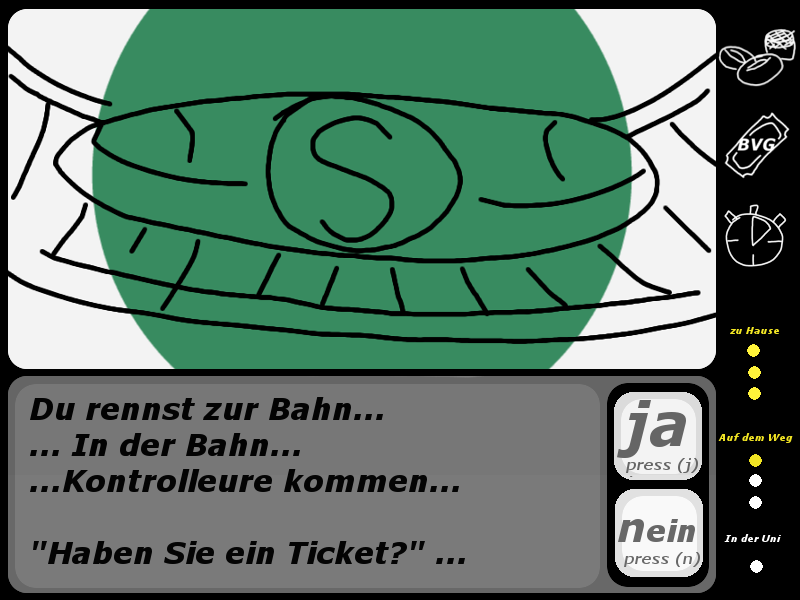 S
Du rennst zur Bahn...
... In der Bahn...
...Kontrolleure kommen...
"Haben Sie ein Ticket?" ...
ja
press (j)
nein
press (n)
BVG
zu Hause
Auf dem Weg
In der Uni